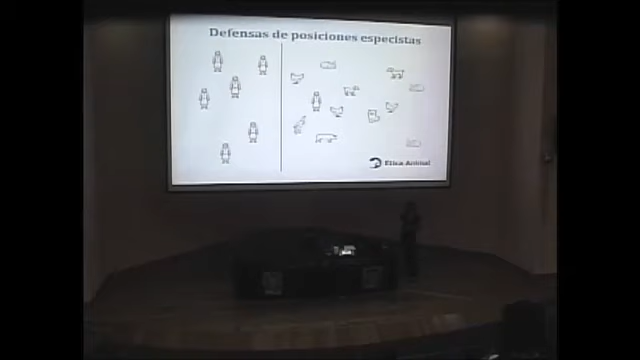 Defensas de posiciones especistas
Ética Animal